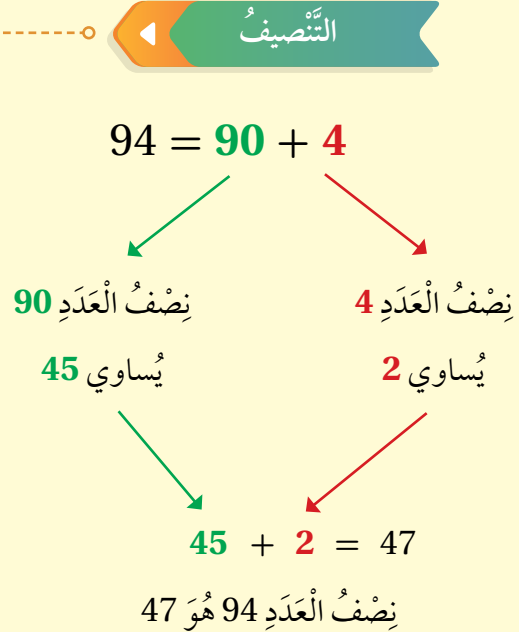 التَّنْصيفُ
94 = 90 + 4
نِصْفُ الْعَدَدِ 90
نِصْفُ الْعَدَدِ 4
يُساوي 45
يُساوي 2
45 + 2 = 47
نِصْفُ الْعَدَدِ 94 هُوَ 47